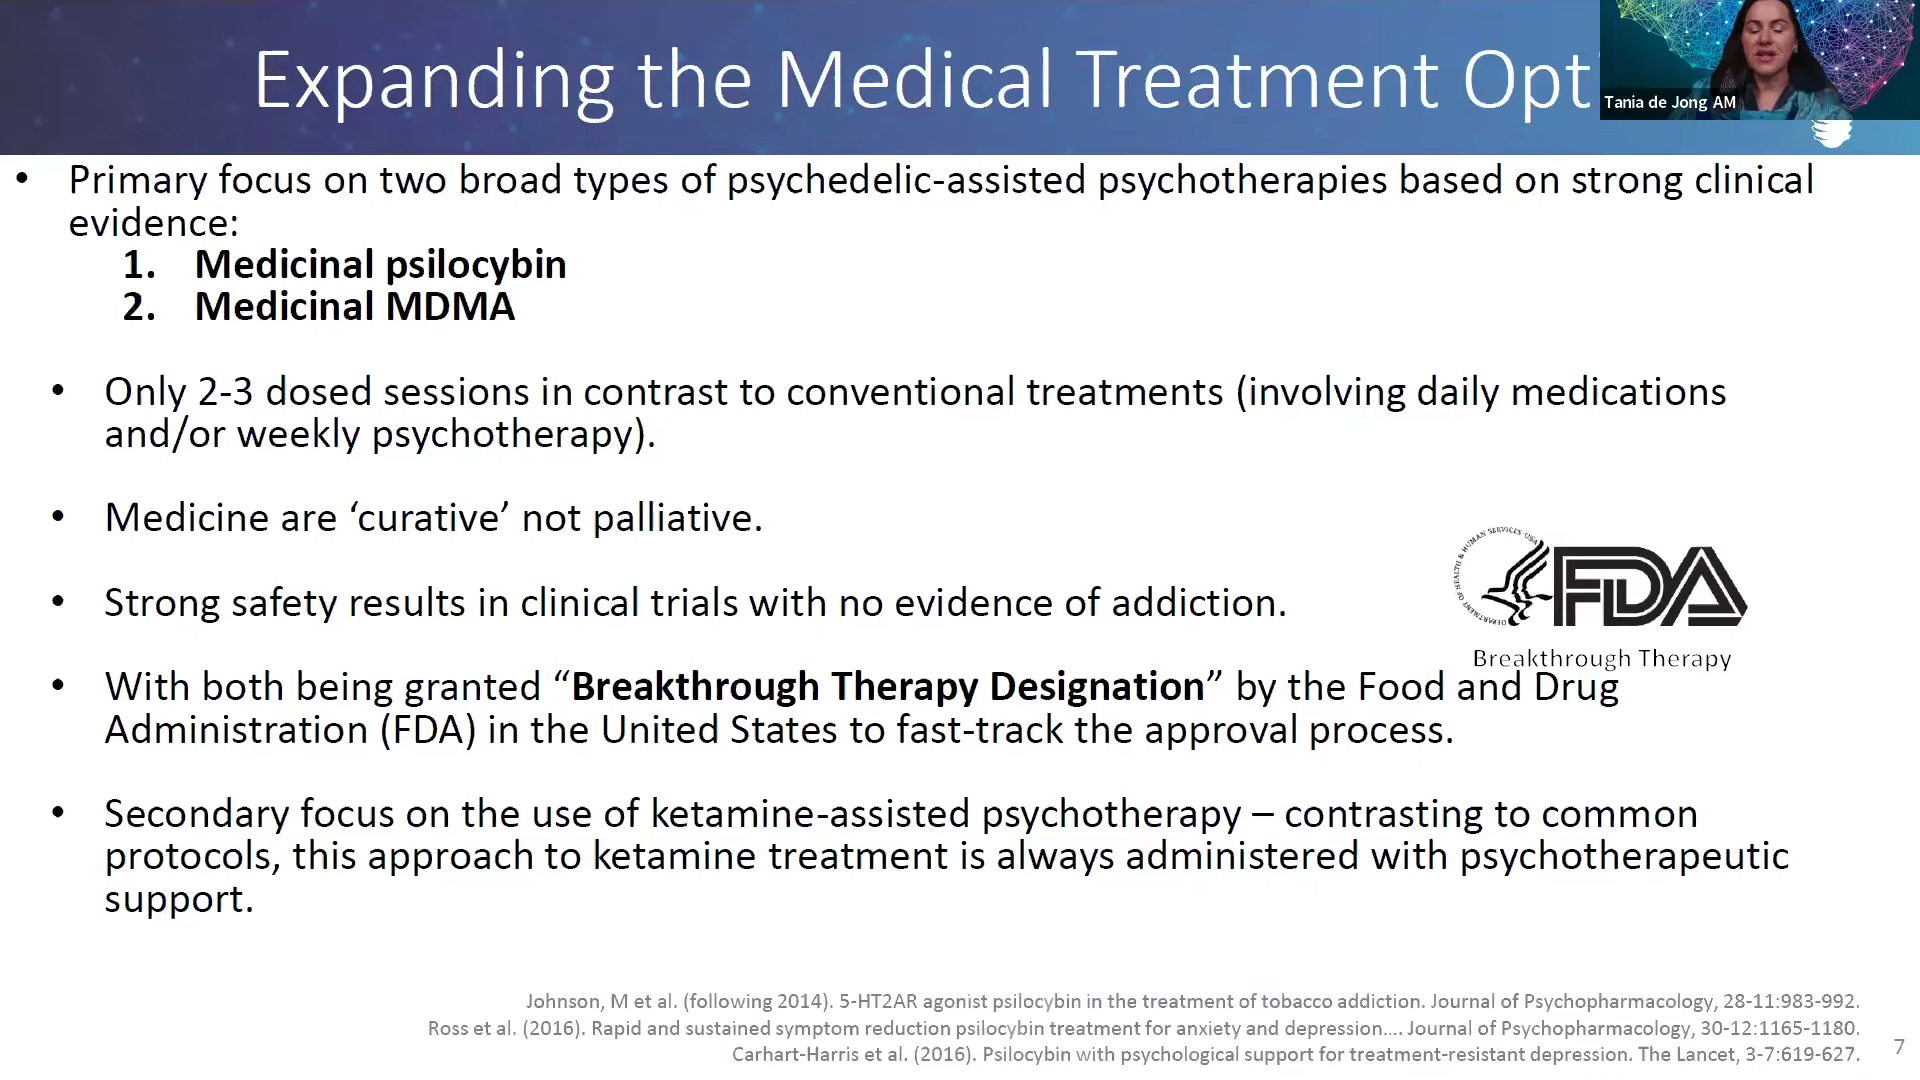 Expanding the Medical Treatment Opt
Tania de Jong AM
• Primary focus on two broad types of psychedelic-assisted psychotherapies based on strong clinical
evidence:
1. Medicinal psilocybin
2. Medicinal MDMA
• Only 2-3 dosed sessions in contrast to conventional treatments (involving daily medications
and/or weekly psychotherapy).
• Medicine are ‘curative’ not palliative.
• Strong safety results in clinical trials with no evidence of addiction.
DEPARTMENT OF HEALTH & HUMAN SERVICES·USA
FDA
Breakthrough Therapy
• With both being granted “Breakthrough Therapy Designation” by the Food and Drug
Administration (FDA) in the United States to fast-track the approval process.
• Secondary focus on the use of ketamine-assisted psychotherapy – contrasting to common
protocols, this approach to ketamine treatment is always administered with psychotherapeutic
support.
Johnson, M et al. (following 2014). 5-HT2AR agonist psilocybin in the treatment of tobacco addiction. Journal of Psychopharmacology, 28-11:983-992.
Ross et al. (2016). Rapid and sustained symptom reduction psilocybin treatment for anxiety and depression.... Journal of Psychopharmacology, 30-12:1165-1180.
Carhart-Harris et al. (2016). Psilocybin with psychological support for treatment-resistant depression. The Lancet, 3-7:619-627.
7